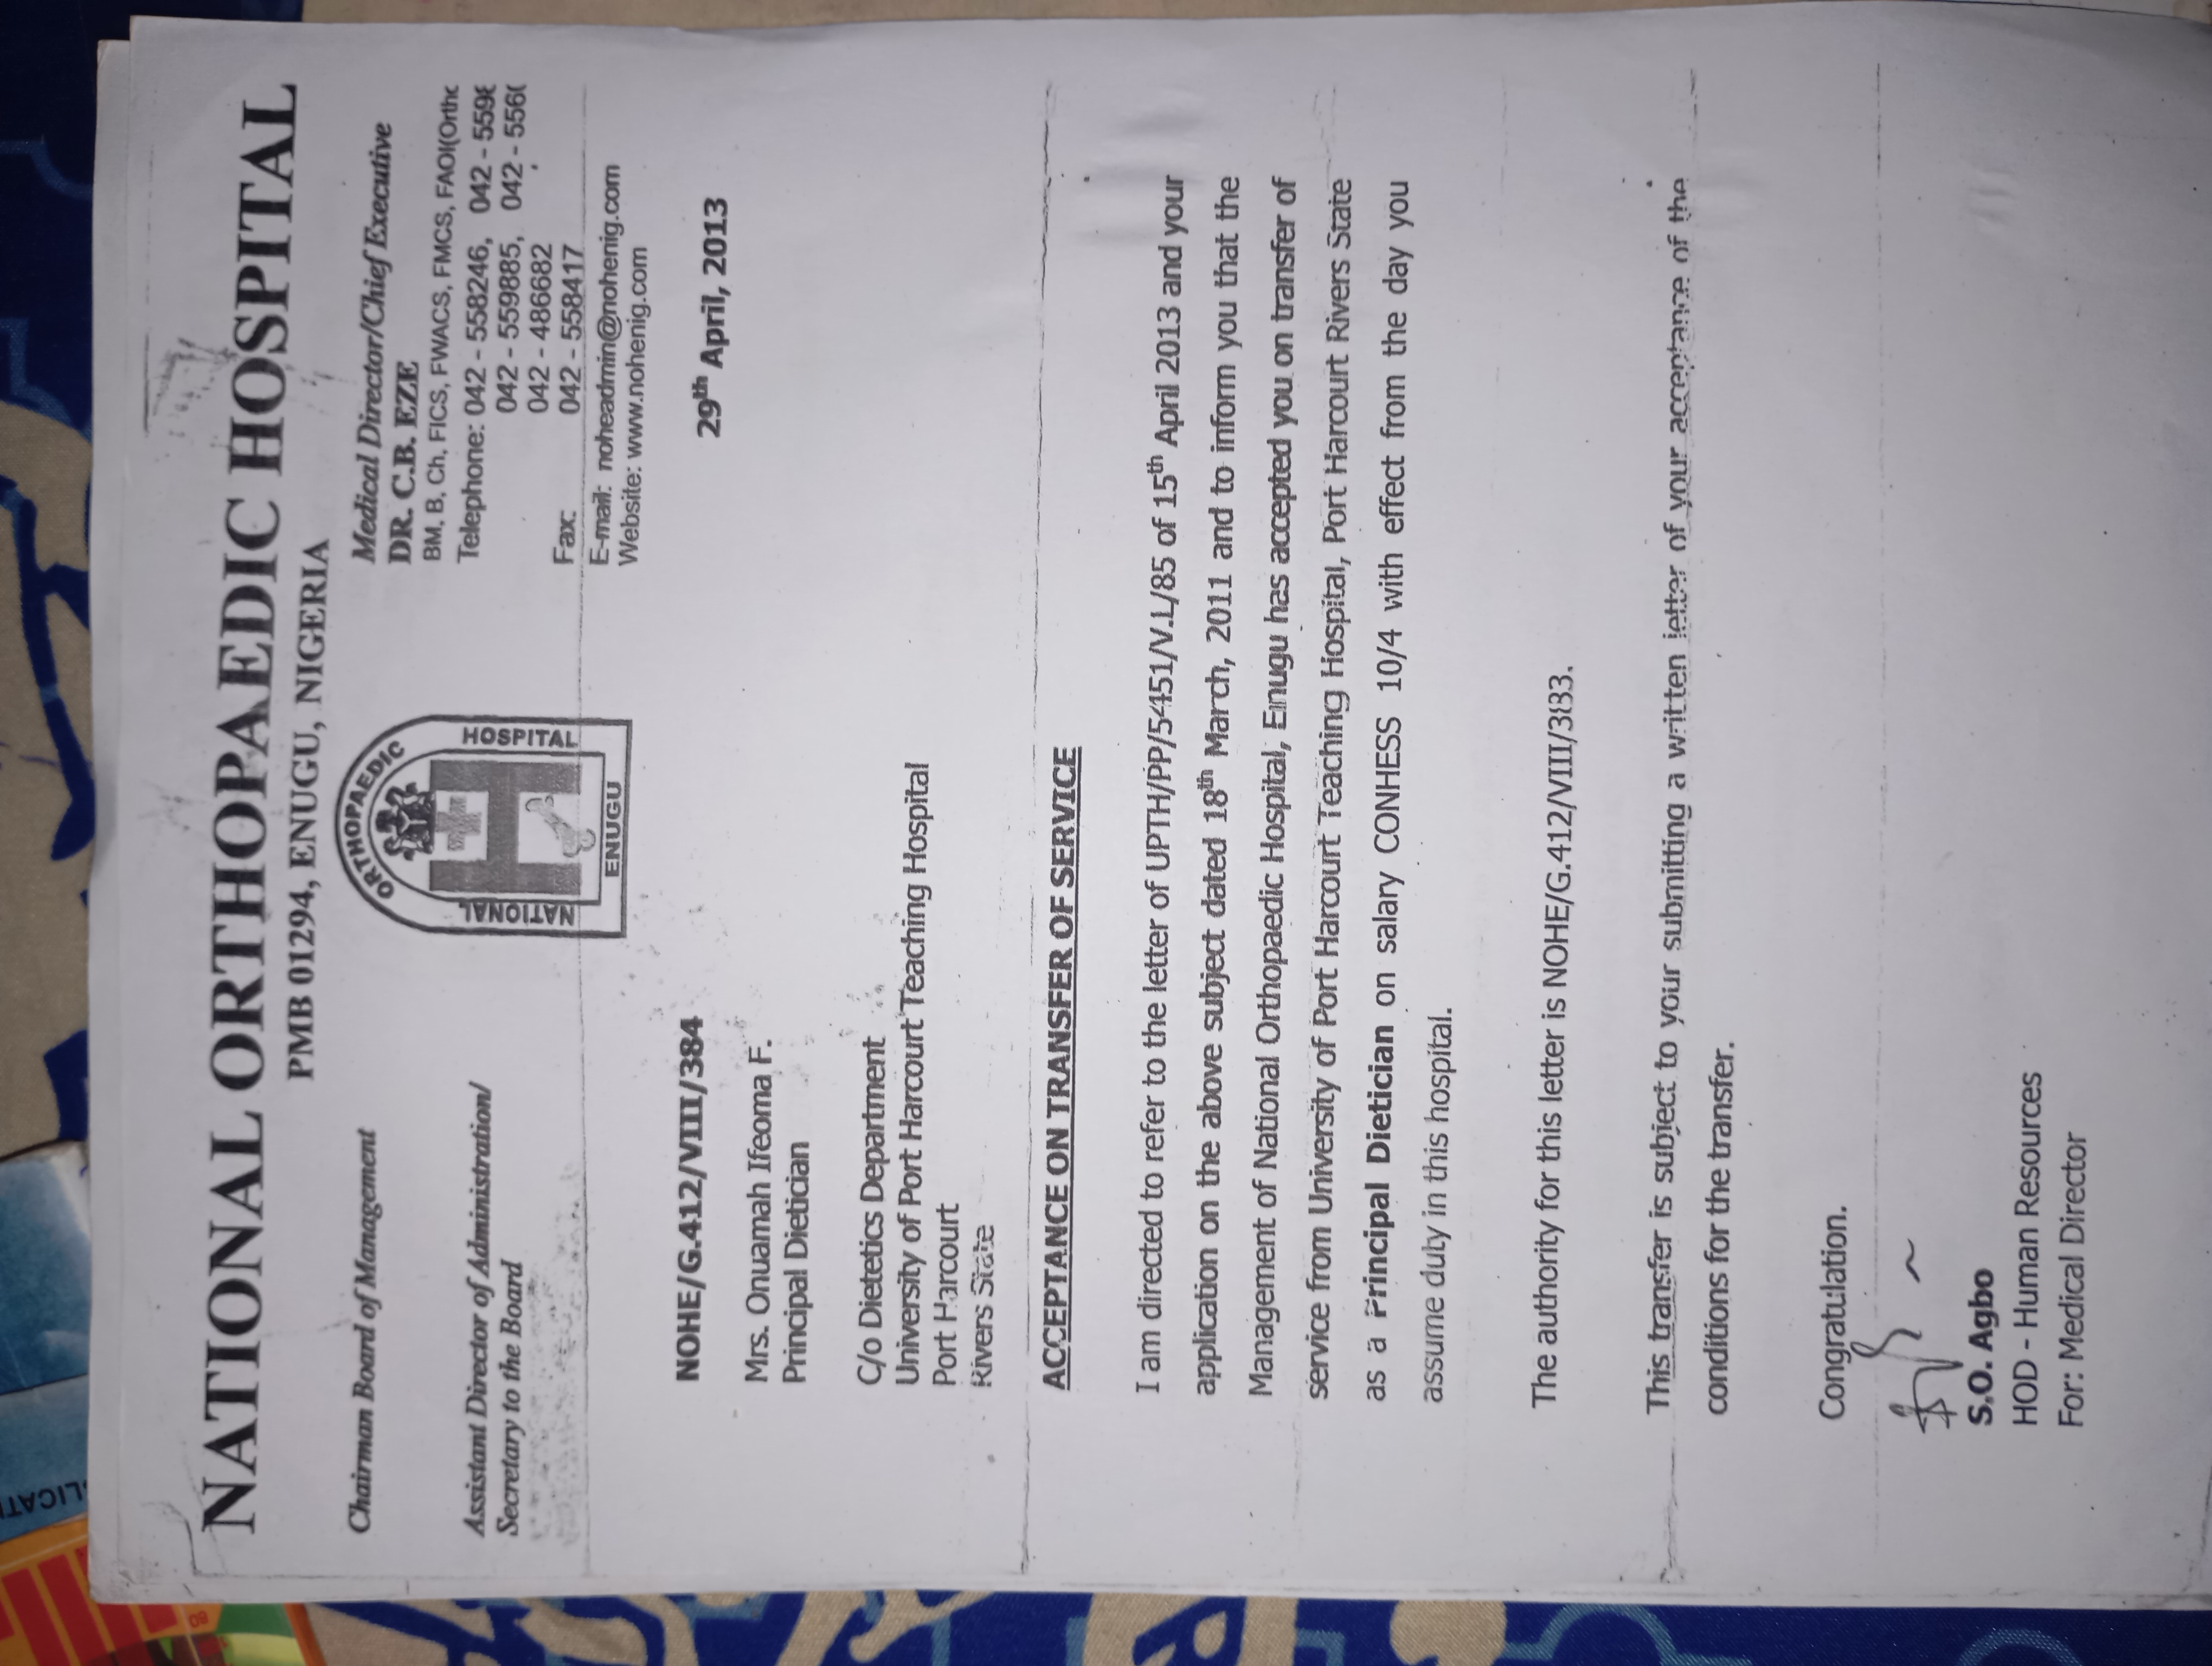 LICATI
80
NATIONAL ORTHOPAEDIC HOSPITAL
PMB 01294, ENUGU, NIGERIA
Chairman Board of Management
Assistant Director of Administration/
Secretary to the Board
NATIONAL ORTHOPAEDIC HOSPITAL
ENUGU
Medical Director/Chief Executive
DR. C.B. EZE
BM, B, Ch, FICS, FWACS, FMCS, FAOI(Ortho
Telephone: 042 - 558246, 042 - 559
042 - 559885, 042 - 556
042 - 486682
Fax: 042 - 558417
E-mail: noheadmin@nohenig.com
Website: www.nohenig.com
NOHE/G.412/VIII/384
29th April, 2013
Mrs. Onuamah Ifeoma F.
Principal Dietician
C/o Dietetics Department
University of Port Harcourt Teaching Hospital
Port Harcourt
Rivers State
ACCEPTANCE ON TRANSFER OF SERVICE
I am directed to refer to the letter of UPTH/PP/5451/V.L/85 of 15th April 2013 and your
application on the above subject dated 18th March, 2011 and to inform you that the
Management of National Orthopaedic Hospital, Enugu has accepted you on transfer of
service from University of Port Harcourt Teaching Hospital, Port Harcourt Rivers State
as a Principal Dietician on salary CONHESS 10/4 with effect from the day you
assume duty in this hospital.
The authority for this letter is NOHE/G.412/VIII/383.
This transfer is subject to your submitting a written letter of your acceptance of the
conditions for the transfer.
Congratulation.
S.O. Agbo
HOD - Human Resources
For: Medical Director